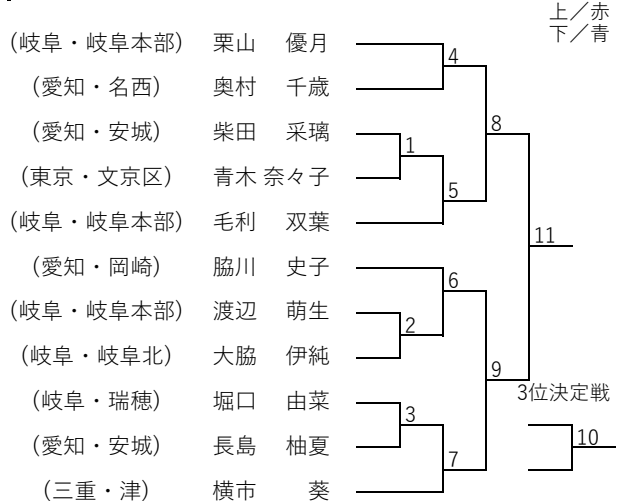 上／赤
下／青
(岐阜・岐阜本部) 栗山 優月
(愛知・名西) 奥村 千歳
(愛知・安城) 柴田 采璃
(東京・文京区) 青木 奈々子
(岐阜・岐阜本部) 毛利 双葉
(愛知・岡崎) 脇川 史子
(岐阜・岐阜本部) 渡辺 萌生
(岐阜・岐阜北) 大脇 伊純
(岐阜・瑞穂) 堀口 由菜
(愛知・安城) 長島 柚夏
(三重・津) 横市 葵
4
8
1
5
11
6
2
9
3位決定戦
3
10
7